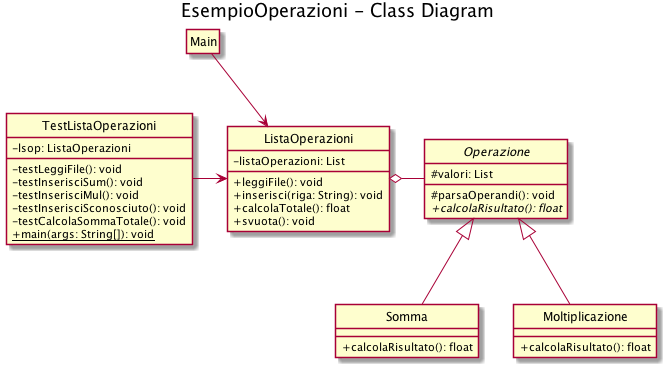 EsempioOperazioni - Class Diagram
Main
TestListaOperazioni
-lsop: ListaOperazioni
-testLeggiFile(): void
-testInserisciSum(): void
-testInserisciMul(): void
-testInserisciSconosciuto(): void
-testCalcolaSommaTotale(): void
+main(args: String[]): void
ListaOperazioni
-listaOperazioni: List
+leggiFile(): void
+inserisci(riga: String): void
+calcolaTotale(): float
+svuota(): void
Operazione
#valori: List
#parsaOperandi(): void
+calcolaRisultato(): float
Somma
+calcolaRisultato(): float
Moltiplicazione
+calcolaRisultato(): float